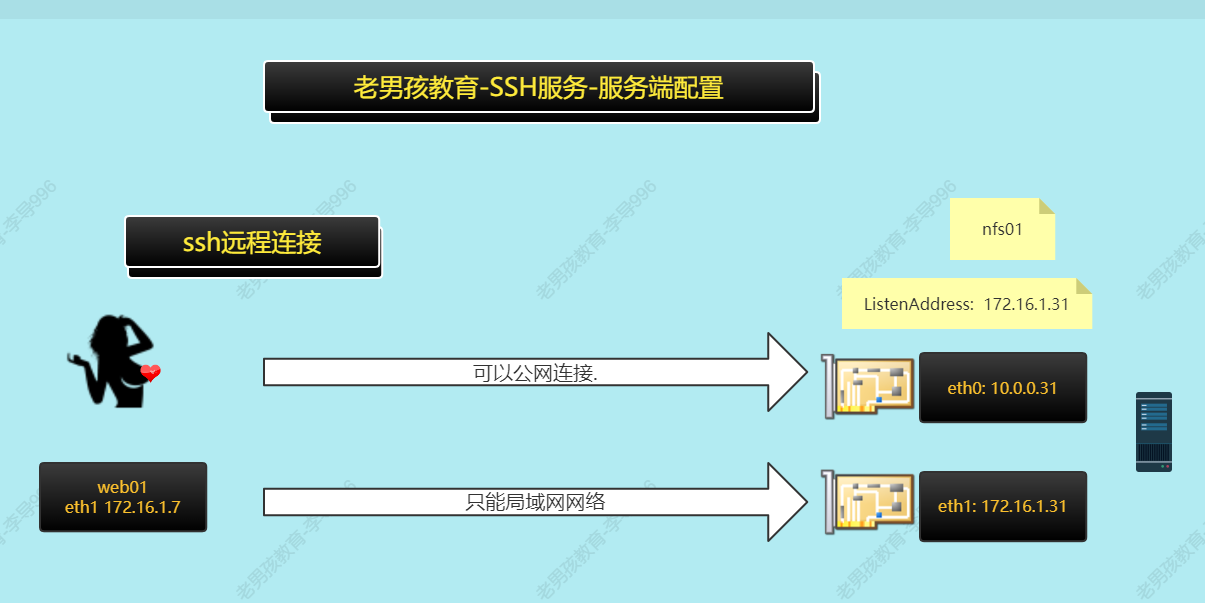 老男孩教育-SSH服务-服务端配置
ssh远程连接
nfs01
ListenAddress: 172.16.1.31
可以公网连接.
eth0: 10.0.0.31
web01
eth1 172.16.1.7
只能局域网网络
eth1: 172.16.1.31
老男孩教育-李导996